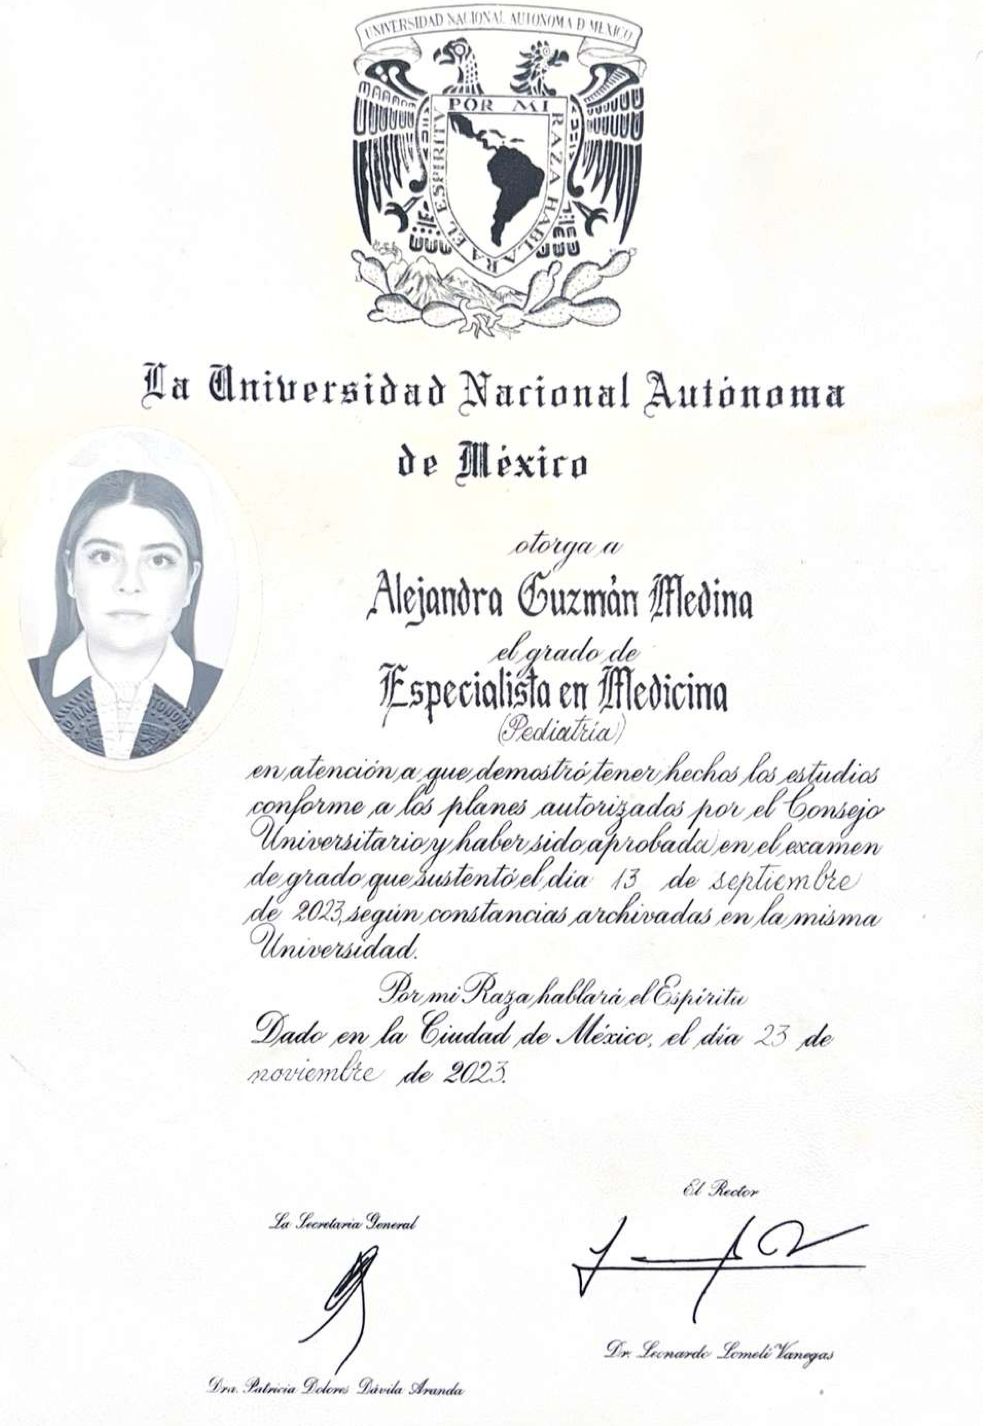 UNIVERSIDAD NACIONAL AUTONOMA D MEXICO
POR MI RAZA HABLARA EL ESPIRITU
La Universidad Nacional Autónoma
de México
otorga a
Alejandra Guzmán Medina
el grado de
Especialista en Medicina
(Pediatría)
en atención a que demostró tener hechos los estudios
conforme a los planes autorizados por el Consejo
Universitario y haber sido aprobada en el examen
de grado que sustentó el día 13 de septiembre
de 2023, según constancias archivadas en la misma
Universidad.
Por mi Raza hablará el Espíritu
Dado en la Ciudad de México, el día 23 de
noviembre de 2023.
El Rector
La Secretaria General
Dr. Leonardo Lomelí Vanegas
Dra. Patricia Dolores Dávila Aranda